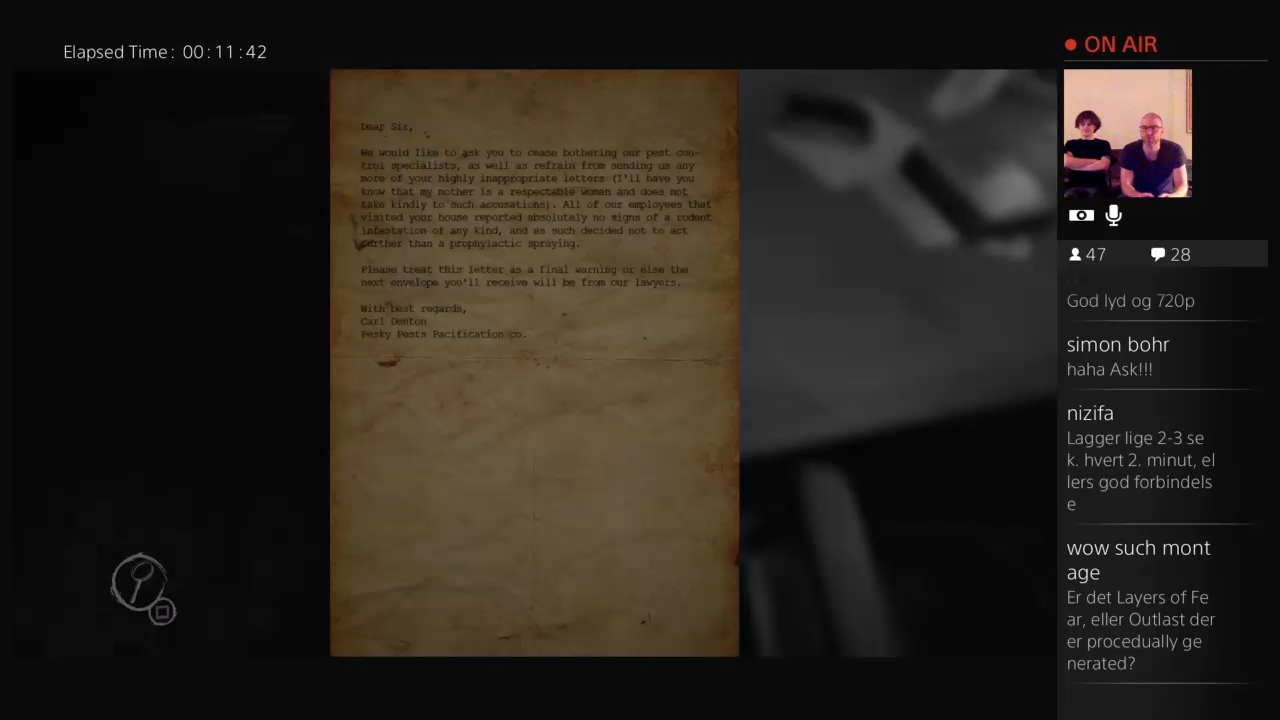 Elapsed Time: 00:11:42
ON AIR
Dear Sir,
We would like to ask you to cease bothering our pest con-
trol specialists, as well as refrain from sending us any
more of your highly inappropriate letters (I'll have you
know that my mother is a respectable woman and does not
take kindly to such accusations). All of our employees that
visited your house reported absolutely no signs of a rodent
infestation of any kind, and as such decided not to act
further than a prophylactic spraying.
Please treat this letter as a final warning or else the
next envelope you'll receive will be from our lawyers.
With best regards,
Carl Denton
Pesky Pests Pacification co.
47
28
God lyd og 720p
simon bohr
haha Ask!!!
nizifa
Lagger lige 2-3 se
k. hvert 2. minut, el
lers god forbindels
e
wow such mont
age
Er det Layers of Fe
ar, eller Outlast der
er procedually ge
nerated?